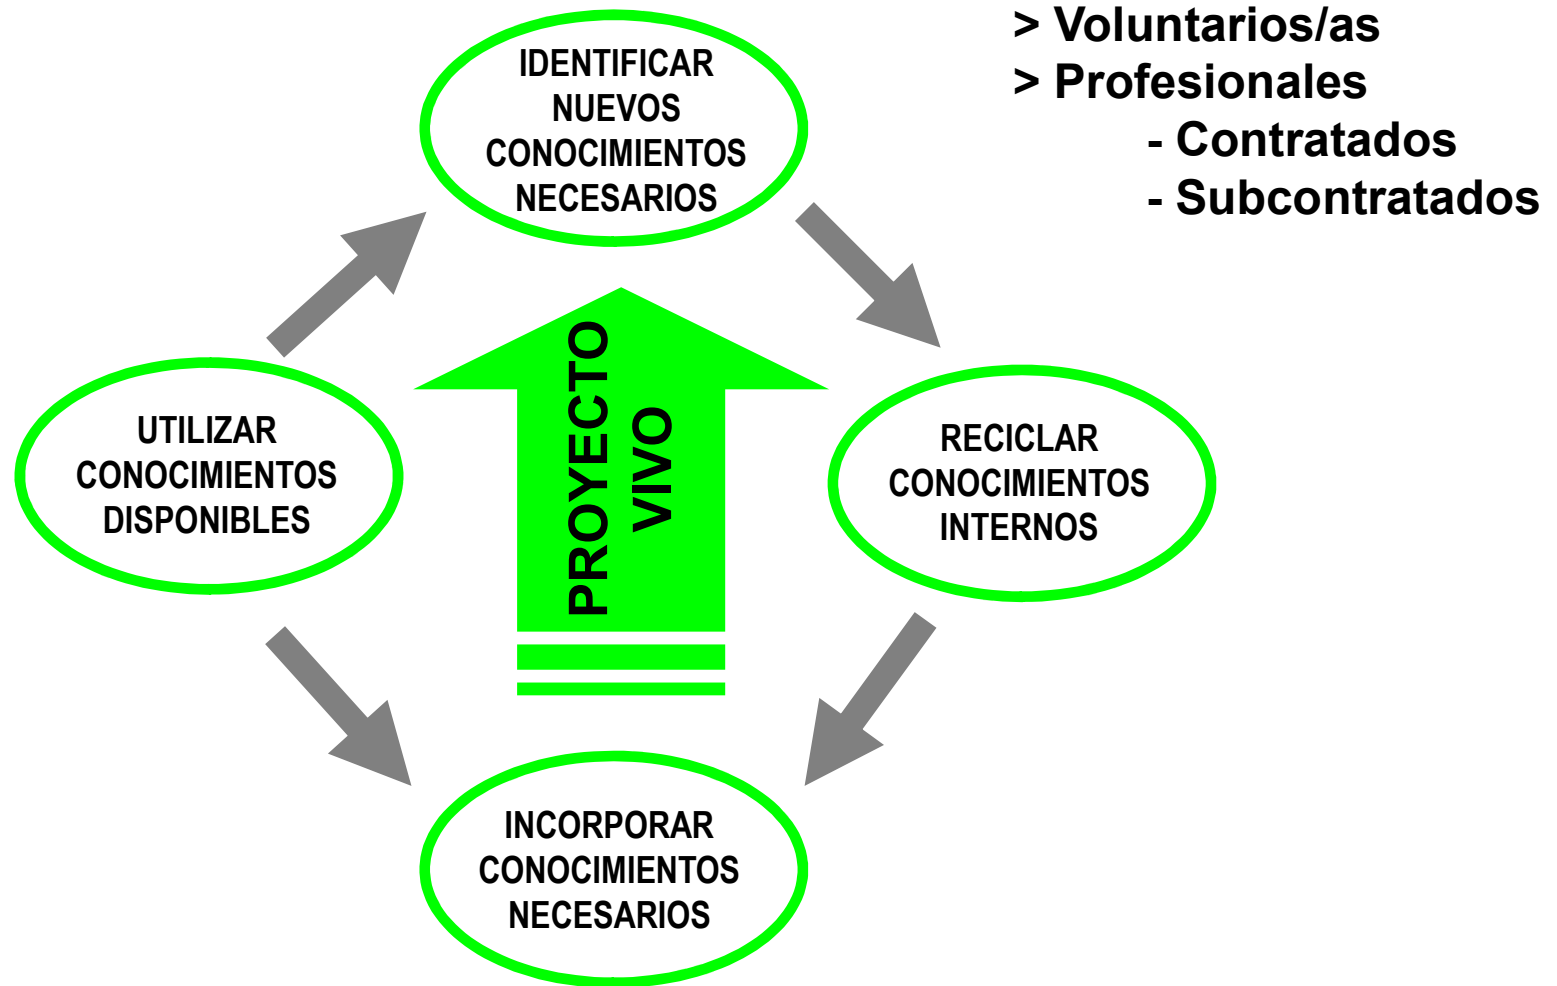 > Voluntarios/as
> Profesionales
- Contratados
- Subcontratados
IDENTIFICAR
NUEVOS
CONOCIMIENTOS
NECESARIOS
UTILIZAR
CONOCIMIENTOS
DISPONIBLES
PROYECTO
VIVO
RECICLAR
CONOCIMIENTOS
INTERNOS
INCORPORAR
CONOCIMIENTOS
NECESARIOS